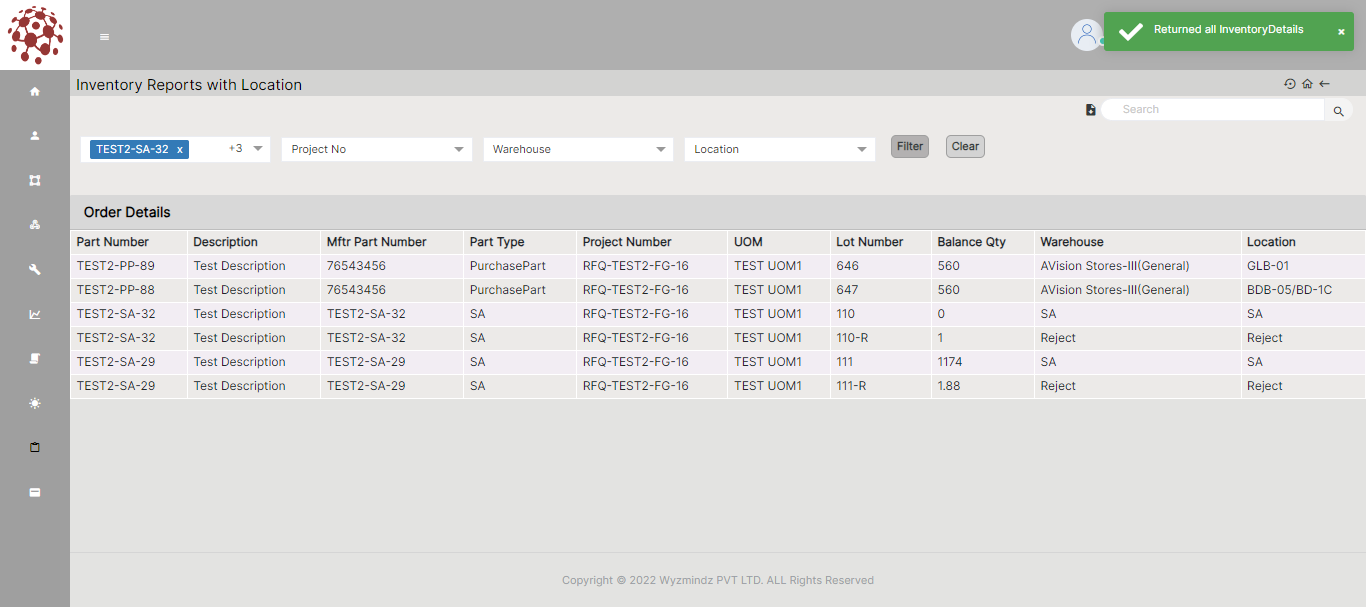 Returned all InventoryDetails ×
Inventory Reports with Location
Search
TEST2-SA-32 x +3 Project No Warehouse Location Filter Clear
Order Details
Part Number Description Mftr Part Number Part Type Project Number UOM Lot Number Balance Qty Warehouse Location
TEST2-PP-89 Test Description 76543456 PurchasePart RFQ-TEST2-FG-16 TEST UOM1 646 560 AVision Stores-III(General) GLB-01
TEST2-PP-88 Test Description 76543456 PurchasePart RFQ-TEST2-FG-16 TEST UOM1 647 560 AVision Stores-III(General) BDB-05/BD-1C
TEST2-SA-32 Test Description TEST2-SA-32 SA RFQ-TEST2-FG-16 TEST UOM1 110 0 SA SA
TEST2-SA-32 Test Description TEST2-SA-32 SA RFQ-TEST2-FG-16 TEST UOM1 110-R 1 Reject Reject
TEST2-SA-29 Test Description TEST2-SA-29 SA RFQ-TEST2-FG-16 TEST UOM1 111 1174 SA SA
TEST2-SA-29 Test Description TEST2-SA-29 SA RFQ-TEST2-FG-16 TEST UOM1 111-R 1.88 Reject Reject
Copyright © 2022 Wyzmindz PVT LTD. ALL Rights Reserved